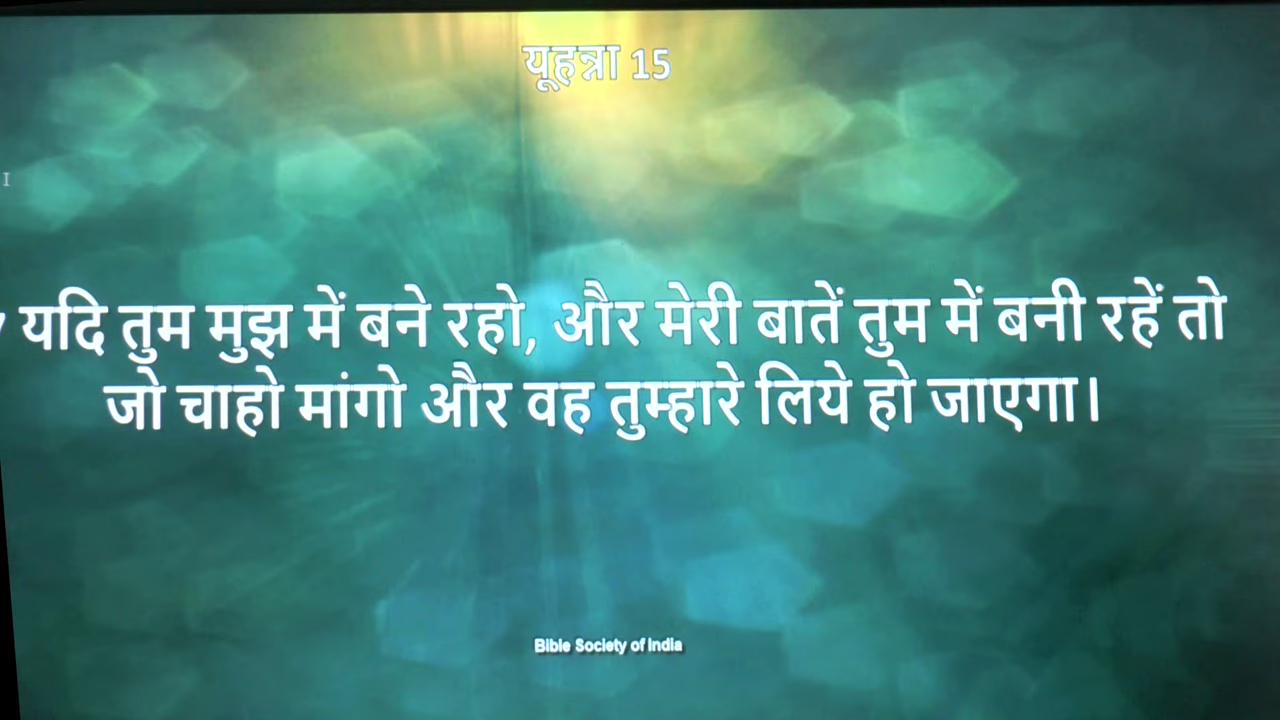 यूहन्ना 15
यदि तुम मुझ में बने रहो, और मेरी बातें तुम में बनी रहें तो
जो चाहो मांगो और वह तुम्हारे लिये हो जाएगा।
Bible Society of India